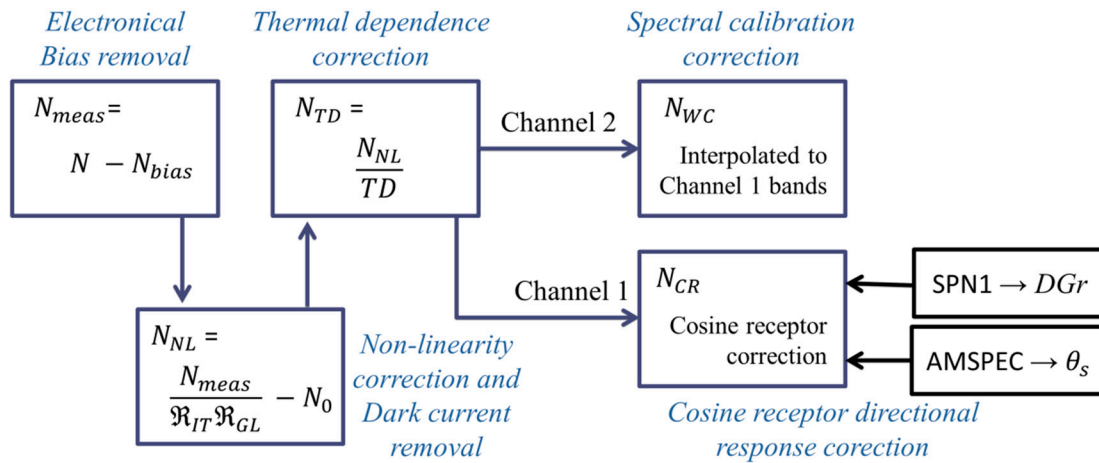 Electronical
Bias removal
Thermal dependence
correction
Spectral calibration
correction
N_meas=
N − N_bias
N_TD =
N_NL
TD
Channel 2
N_WC
Interpolated to
Channel 1 bands
N_NL =
N_meas
ℜ_IT ℜ_GL
− N_0
Non-linearity
correction and
Dark current
removal
Channel 1
N_CR
Cosine receptor
correction
SPN1 → DGr
AMSPEC → θ_s
Cosine receptor directional
response corection